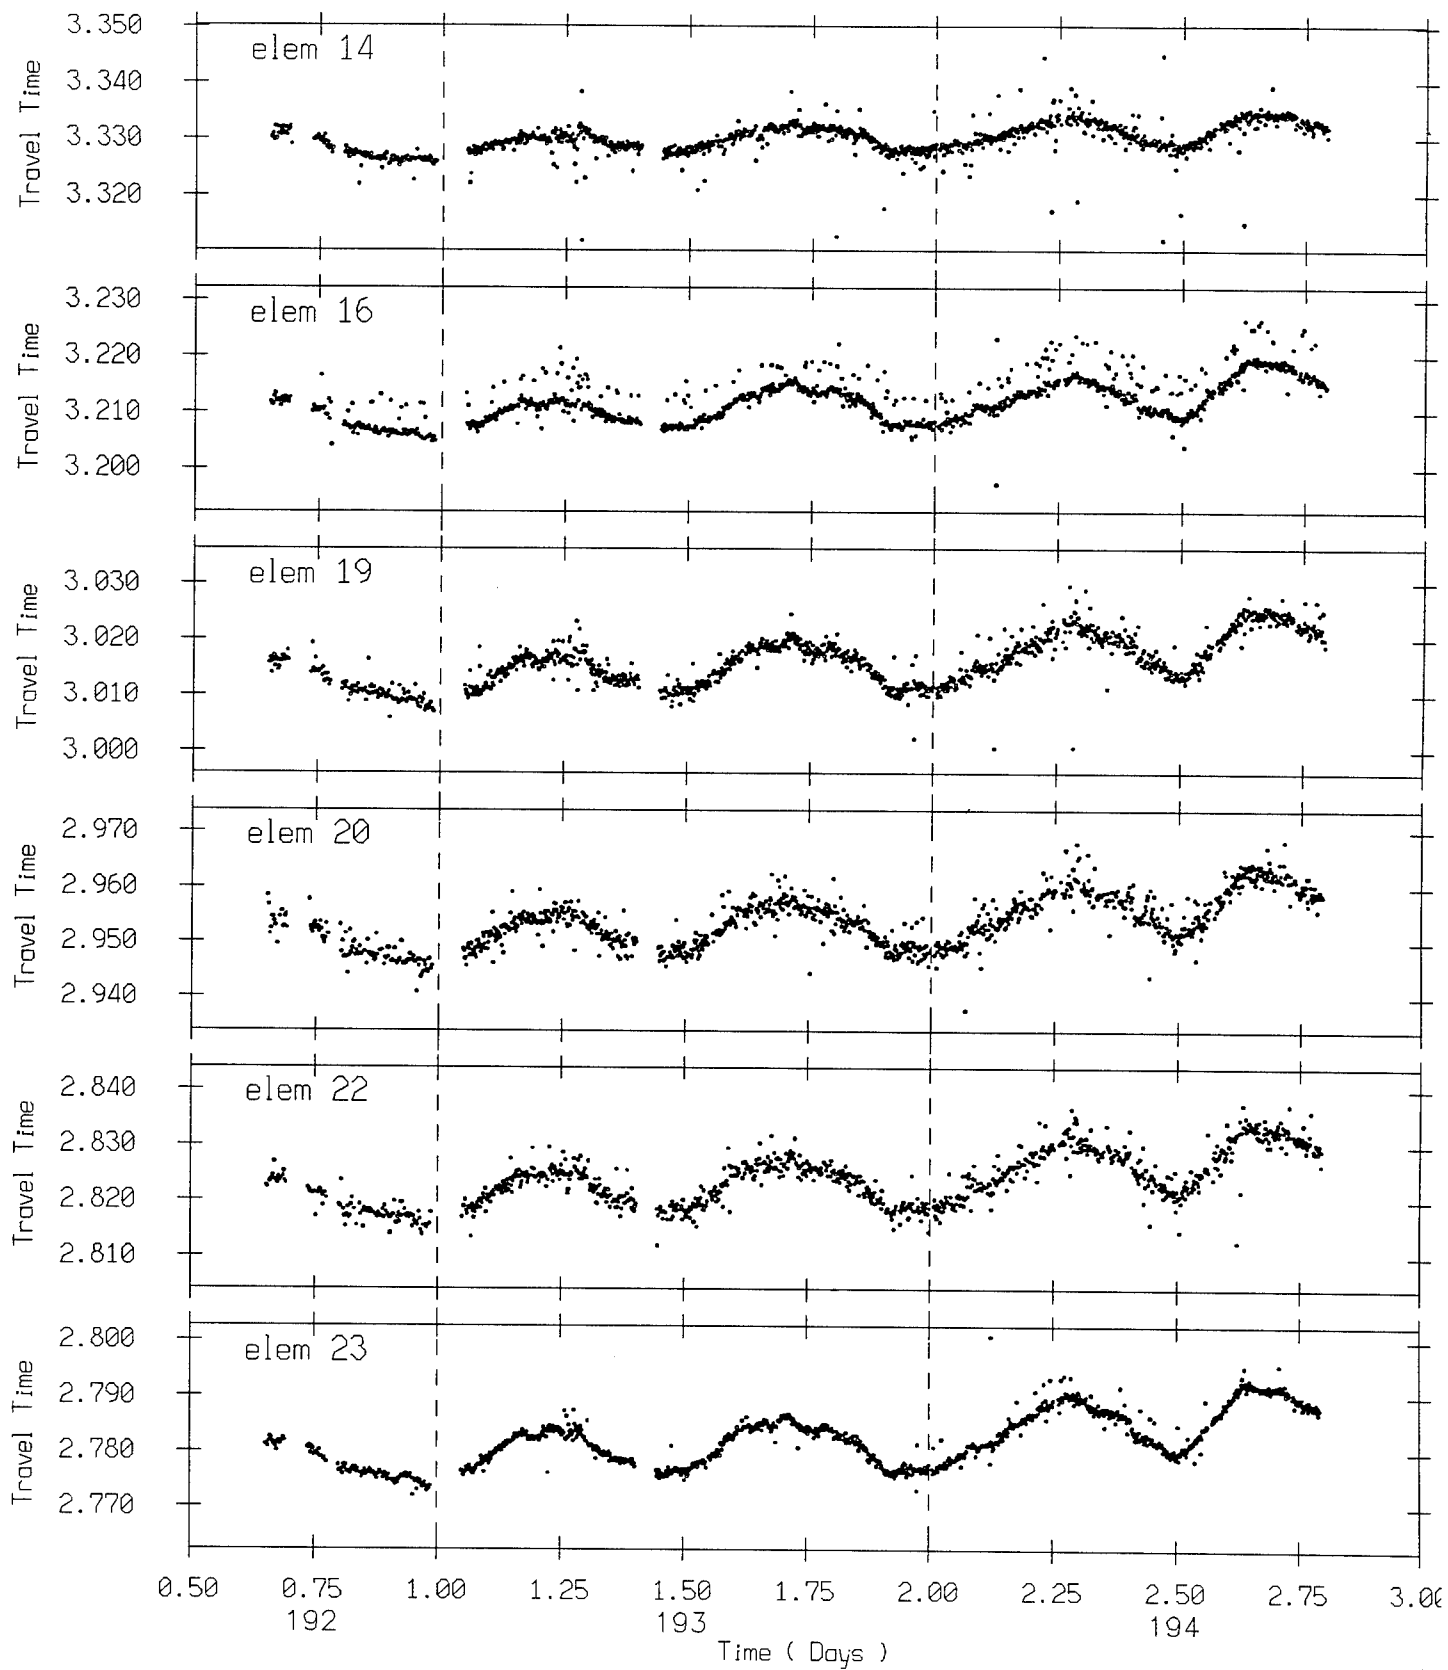 3.350
elem 14
3.340
3.330
3.320
Travel Time
3.230
elem 16
3.220
3.210
3.200
Travel Time
3.030
elem 19
3.020
3.010
3.000
Travel Time
2.970
elem 20
2.960
2.950
2.940
Travel Time
2.840
elem 22
2.830
2.820
2.810
Travel Time
2.800
elem 23
2.790
2.780
2.770
Travel Time
0.50 0.75 1.00 1.25 1.50 1.75 2.00 2.25 2.50 2.75 3.00
192 193 194
Time ( Days )